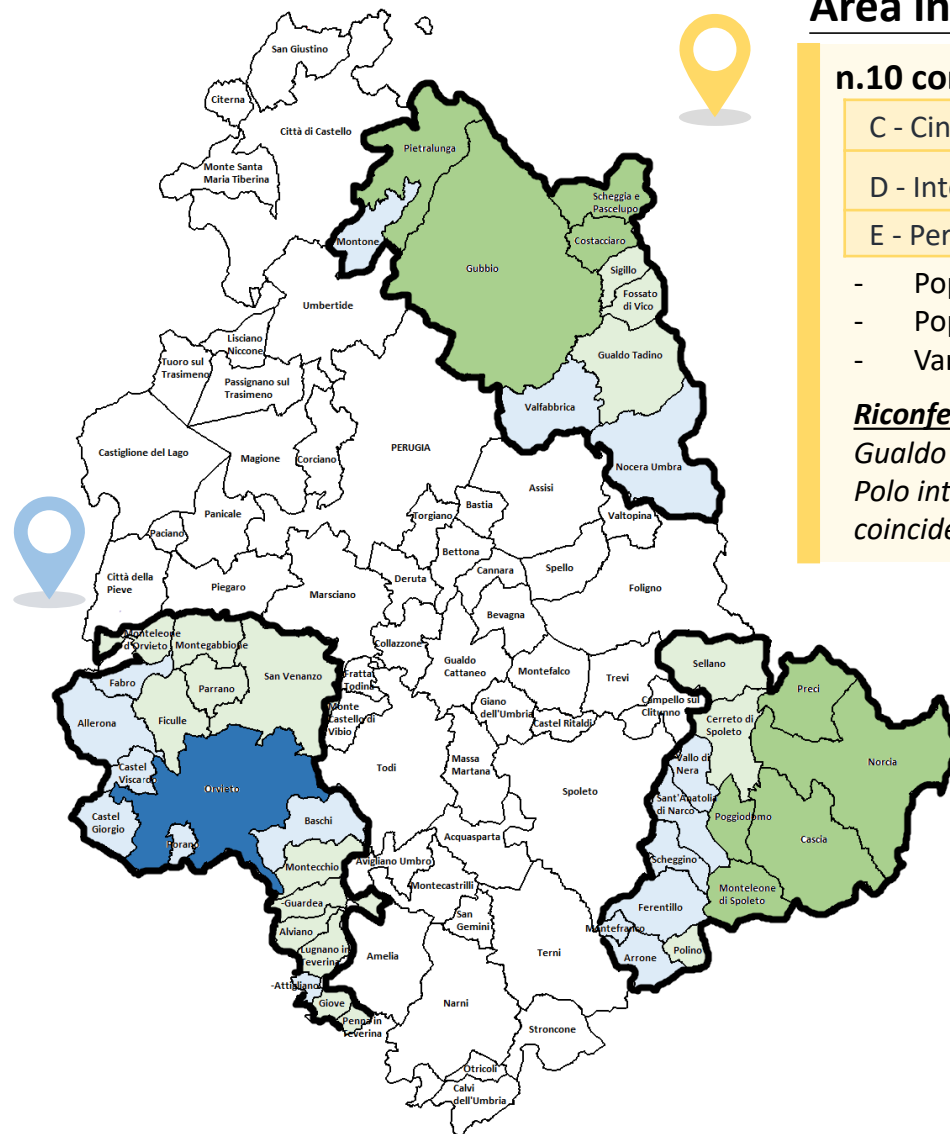 Area In
n.10 co
C - Cin
D - Int
E - Per
- Pop
- Pop
- Var
Riconfe
Gualdo
Polo int
coincide
San Giustino
Citerna
Città di Castello
Monte Santa
Maria Tiberina
Pietralunga
Montone
Scheggia e
Pascelupo
Costacciaro
Gubbio
Sigillo
Fossato
di Vico
Umbertide
Lisciano
Niccone
Gualdo Tadino
Tuoro sul
Trasimeno
Passignano sul
Trasimeno
Valfabbrica
Castiglione del Lago
Magione
Corciano
PERUGIA
Nocera Umbra
Assisi
Panicale
Torgiano
Bastia
Valtopina
Paciano
Bettona
Città della
Pieve
Piegaro
Marsciano
Deruta
Cannara
Spello
Foligno
Bevagna
Monteleone
d'Orvieto
Montegabbione
Collazzone
Gualdo
Cattaneo
Montefalco
Trevi
Sellano
Fabro
Parrano
San Venanzo
Fratta
Todina
Preci
Allerona
Ficulle
Monte
Castello di
Vibio
Giano
dell'Umbria
Castel Ritaldi
Campello sul
Clitunno
Cerreto di
Spoleto
Castel
Viscardo
Orvieto
Todi
Massa
Martana
Vallo di
Nera
Norcia
Spoleto
Castel
Giorgio
Baschi
Sant'Anatolia
di Narco
Poggiodomo
Porano
Acquasparta
Cascia
Montecchio
Avigliano Umbro
Scheggino
Montecastrilli
Monteleone
di Spoleto
-Guardea
Ferentillo
San
Gemini
Alviano
Montefranco
Lugnano in
Teverina
Amelia
Terni
Arrone
Polino
-Attigliano
Giove
Narni
Penna in
Teverina
Stroncone
Otricoli
Calvi
dell'Umbria